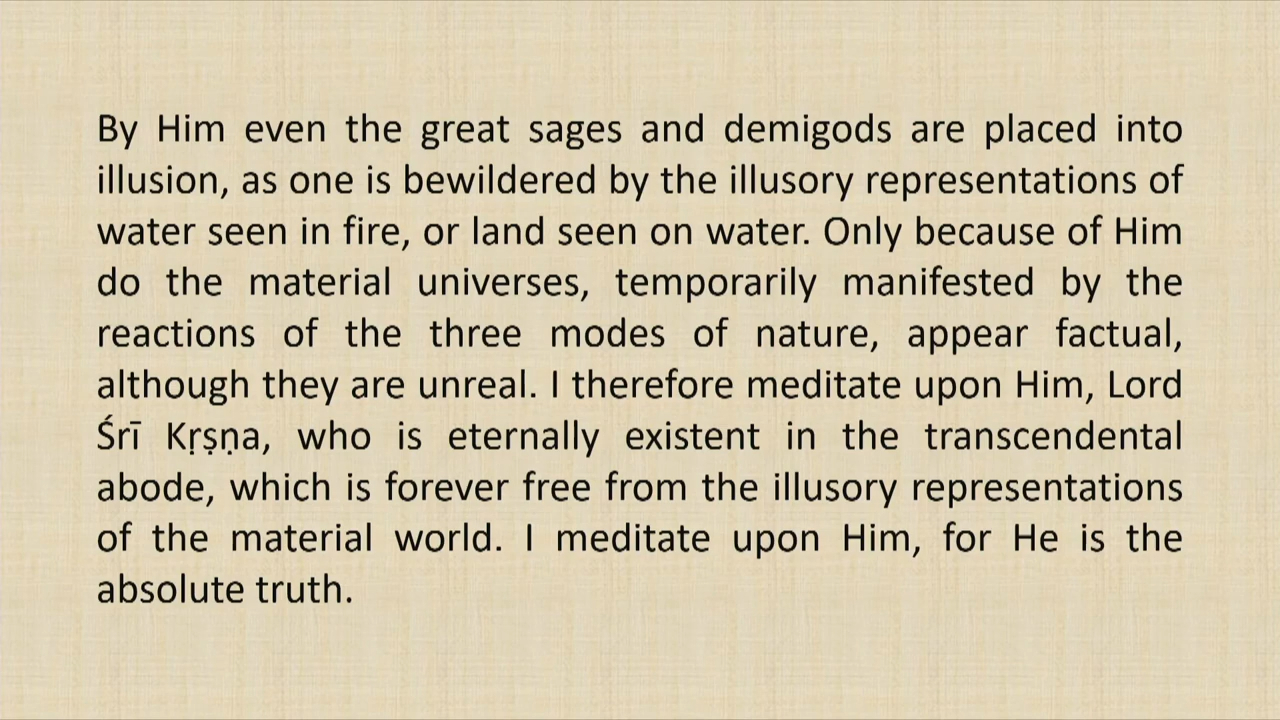 By Him even the great sages and demigods are placed into
illusion, as one is bewildered by the illusory representations of
water seen in fire, or land seen on water. Only because of Him
do the material universes, temporarily manifested by the
reactions of the three modes of nature, appear factual,
although they are unreal. I therefore meditate upon Him, Lord
Śrī Kṛṣṇa, who is eternally existent in the transcendental
abode, which is forever free from the illusory representations
of the material world. I meditate upon Him, for He is the
absolute truth.